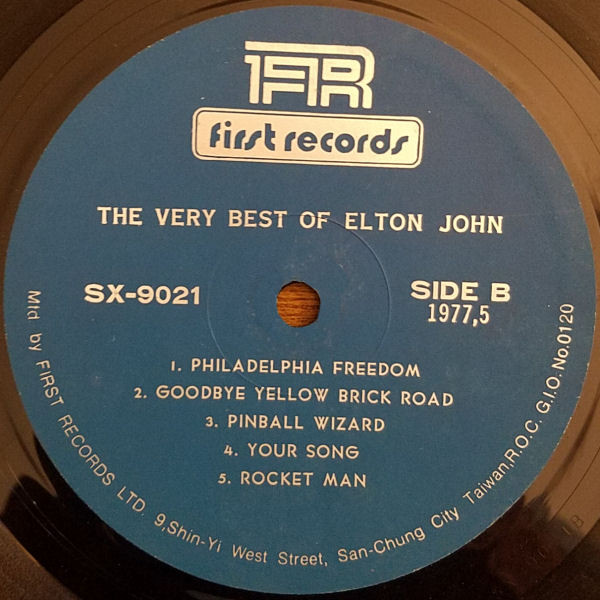 1FR
first records
THE VERY BEST OF ELTON JOHN
SX-9021
SIDE B
1977,5
1. PHILADELPHIA FREEDOM
2. GOODBYE YELLOW BRICK ROAD
3. PINBALL WIZARD
4. YOUR SONG
5. ROCKET MAN
Mfd. by FIRST RECORDS LTD. 9,Shin-Yi West Street, San-Chung City Taiwan,R.O.C. G.I.O. No.0120